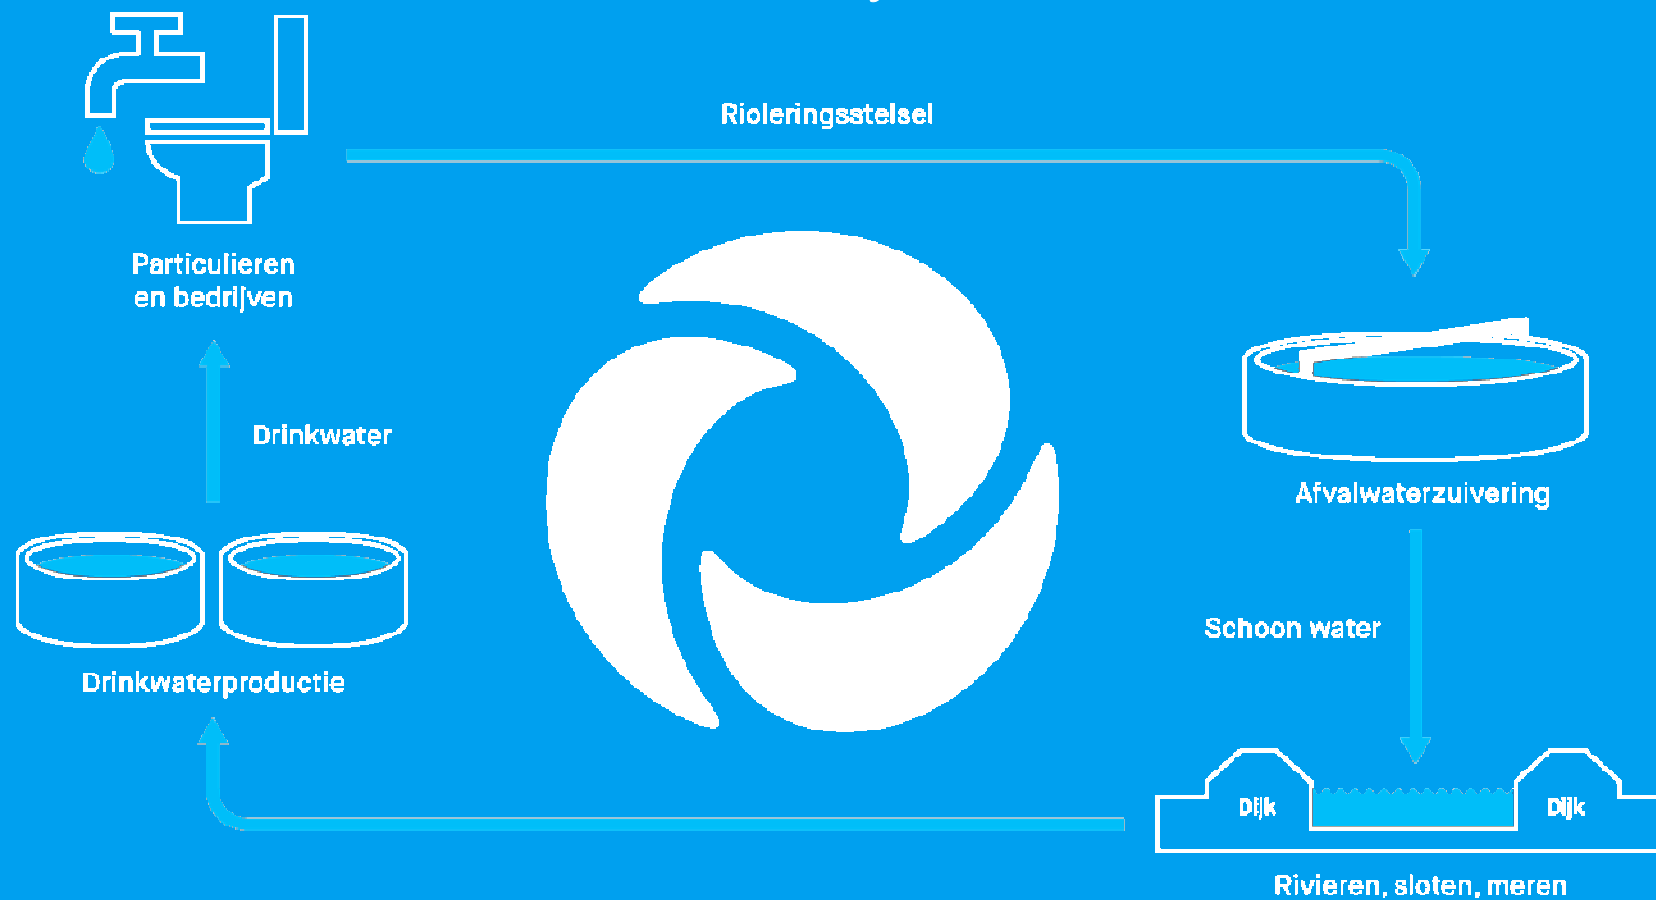 Rioleringsstelsel
Particulieren
en bedrijven
Drinkwater
Afvalwaterzuivering
Schoon water
Drinkwaterproductie
Dijk
Dijk
Rivieren, sloten, meren